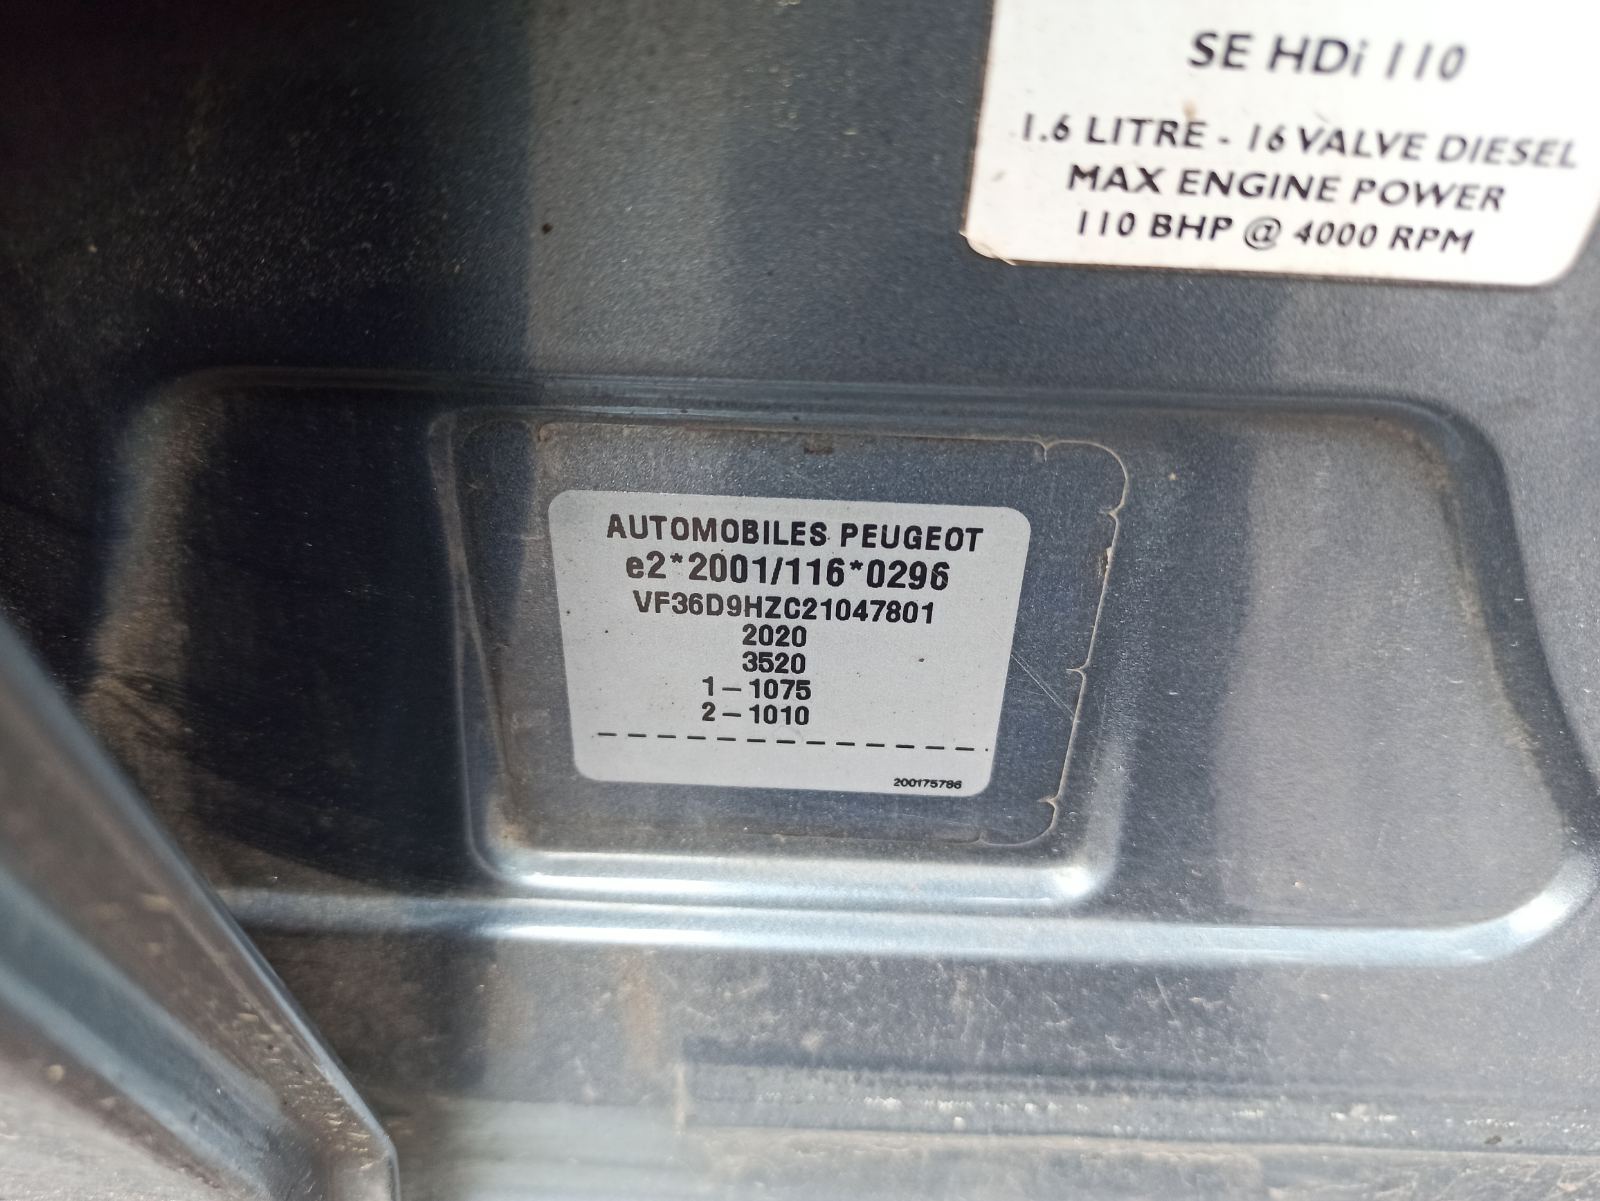 SE HDi 110
1.6 LITRE - 16 VALVE DIESEL
MAX ENGINE POWER
110 BHP @ 4000 RPM
AUTOMOBILES PEUGEOT
e2*2001/116*0296
VF36D9HZC21047801
2020
3520
1-1075
2-1010
200175786